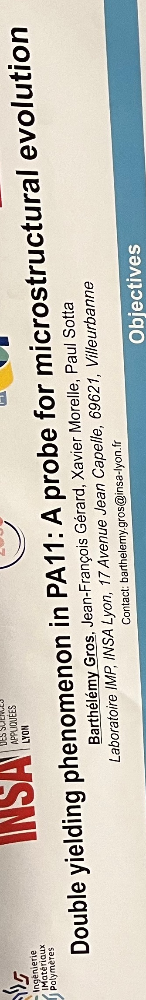 Ingénierie
Matériaux
Polymères
INSA
DES SCIENCES
APPLIQUÉES
LYON
Double yielding phenomenon in PA11: A probe for microstructural evolution
Barthélémy Gros, Jean-François Gérard, Xavier Morelle, Paul Sotta
Laboratoire IMP, INSA Lyon, 17 Avenue Jean Capelle, 69621, Villeurbanne
Contact: barthelemy.gros@insa-lyon.fr
Objectives